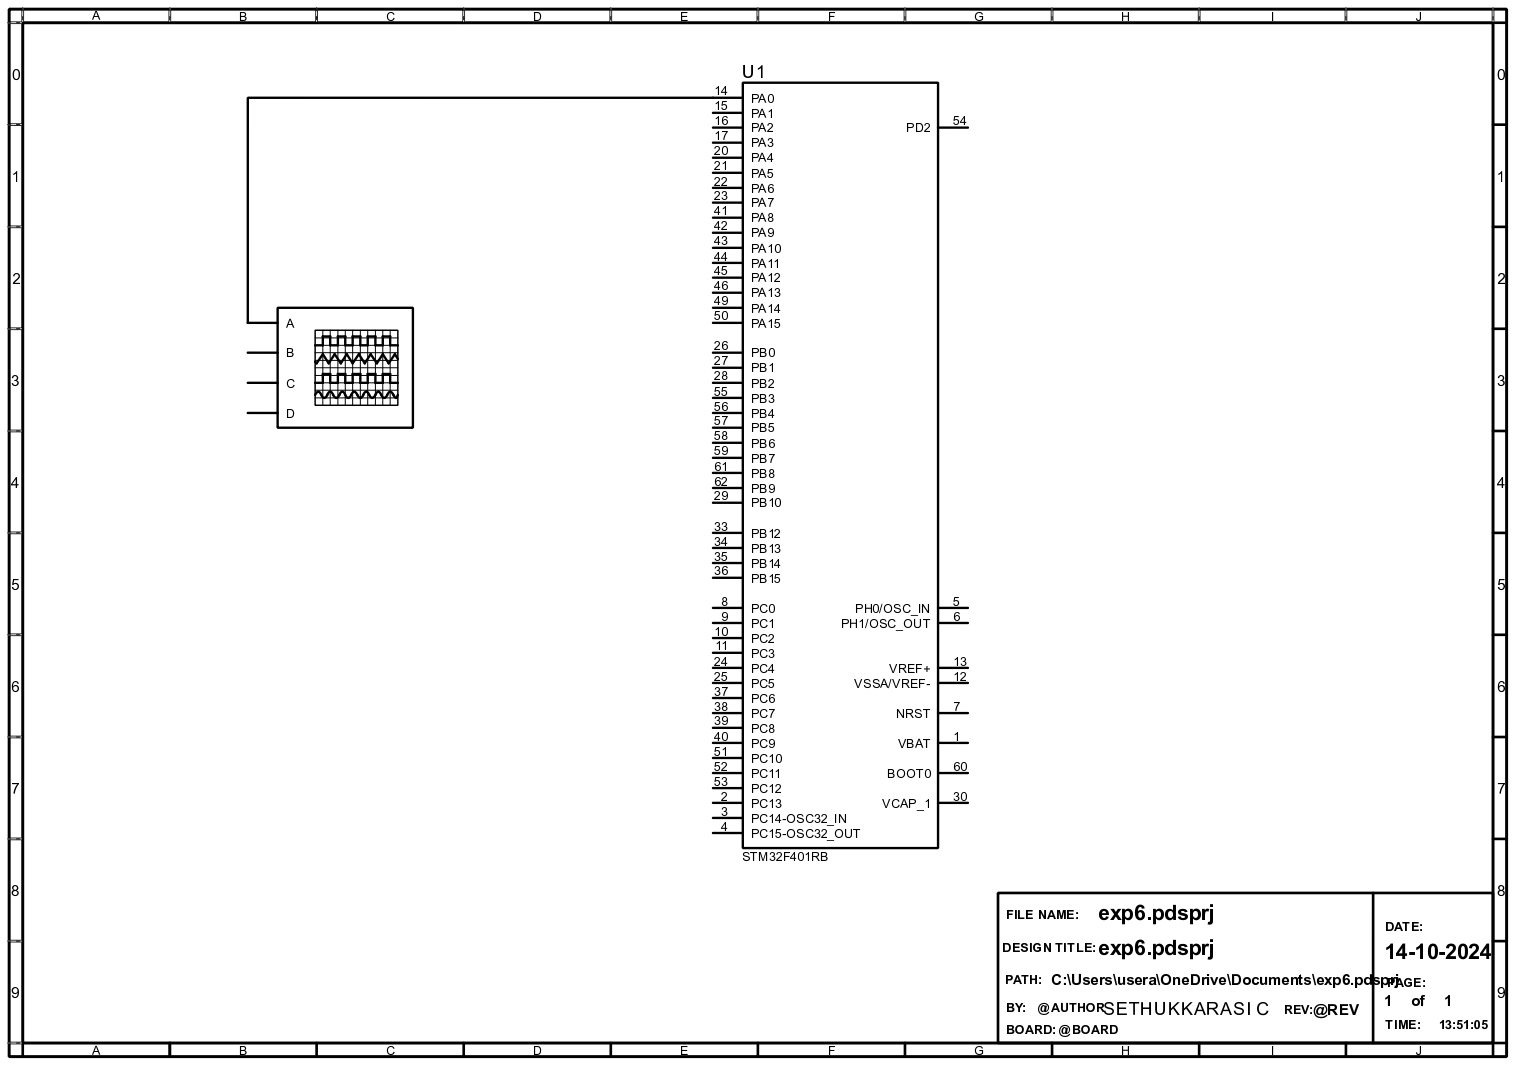 A B C D E F G H I J
0 0
U1
14 PA0
15 PA1
16 PA2 PD2 54
17 PA3
20 PA4
21 PA5
1 1
22 PA6
23 PA7
41 PA8
42 PA9
43 PA10
44 PA11
45 PA12
2 2
46 PA13
49 PA14
50 PA15
A
26 PB0
B
27 PB1
28 PB2
3 C 3
55 PB3
56 PB4
D
57 PB5
58 PB6
59 PB7
61 PB8
4 4
62 PB9
29 PB10
33 PB12
34 PB13
35 PB14
36 PB15
5 5
8 PC0 PH0/OSC_IN 5
9 PC1 PH1/OSC_OUT 6
10 PC2
11 PC3
24 PC4 VREF+ 13
25 PC5 VSSA/VREF- 12
6 6
37 PC6
38 PC7 NRST 7
39 PC8
40 PC9 VBAT 1
51 PC10
52 PC11 BOOT0 60
53 PC12
7 7
2 PC13 VCAP_1 30
3 PC14-OSC32_IN
4 PC15-OSC32_OUT
STM32F401RB
8 8
FILE NAME: exp6.pdsprj
DATE:
DESIGN TITLE: exp6.pdsprj
14-10-2024
PATH: C:\Users\usera\OneDrive\Documents\exp6.pdsprj
PAGE:
9 9
1 of 1
BY: @AUTHOR SETHUKKARASI C REV:@REV
TIME: 13:51:05
BOARD: @BOARD
A B C D E F G H I J